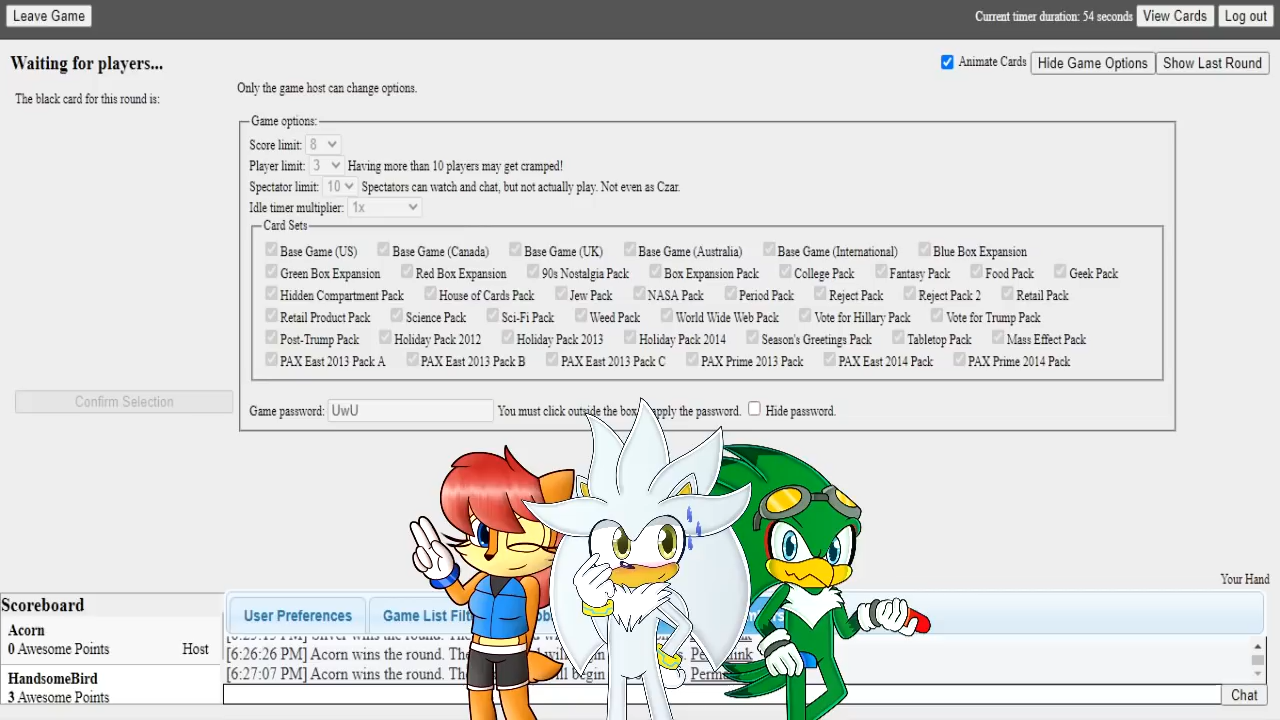 Leave Game
Current timer duration: 54 seconds View Cards Log out
Waiting for players...
Animate Cards Hide Game Options Show Last Round
The black card for this round is:
Only the game host can change options.
Game options:
Score limit: 8
Player limit: 3 Having more than 10 players may get cramped!
Spectator limit: 10 Spectators can watch and chat, but not actually play. Not even as Czar.
Idle timer multiplier: 1x
Card Sets
Base Game (US) Base Game (Canada) Base Game (UK) Base Game (Australia) Base Game (International) Blue Box Expansion
Green Box Expansion Red Box Expansion 90s Nostalgia Pack Box Expansion Pack College Pack Fantasy Pack Food Pack Geek Pack
Hidden Compartment Pack House of Cards Pack Jew Pack NASA Pack Period Pack Reject Pack Reject Pack 2 Retail Pack
Retail Product Pack Science Pack Sci-Fi Pack Weed Pack World Wide Web Pack Vote for Hillary Pack Vote for Trump Pack
Post-Trump Pack Holiday Pack 2012 Holiday Pack 2013 Holiday Pack 2014 Season's Greetings Pack Tabletop Pack Mass Effect Pack
PAX East 2013 Pack A PAX East 2013 Pack B PAX East 2013 Pack C PAX Prime 2013 Pack PAX East 2014 Pack PAX Prime 2014 Pack
Confirm Selection
Game password: UwU You must click outside the box apply the password. Hide password.
Your Hand
Scoreboard
Acorn
0 Awesome Points Host
HandsomeBird
3 Awesome Points
User Preferences Game List
Silver wins the round.
[6:26:26 PM] Acorn wins the round.
[6:27:07 PM] Acorn wins the round. begin
Chat